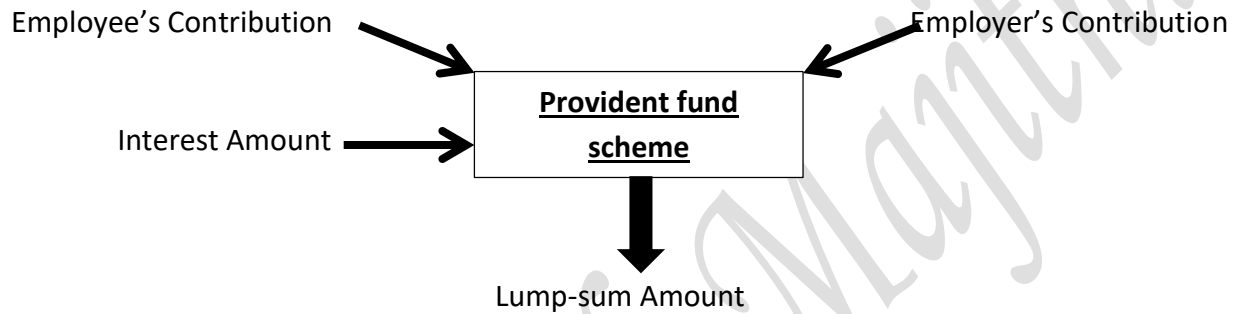 Employee’s Contribution
Employer’s Contribution
Provident fund
scheme
Interest Amount
Lump-sum Amount